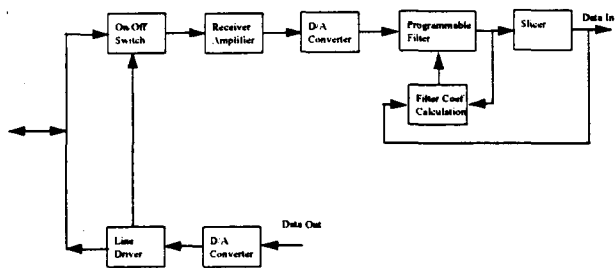 Data In
On/Off
Switch
Receiver
Amplifier
D/A
Converter
Programmable
Filter
Slicer
Filter Coef
Calculation
Data Out
Line
Driver
D/A
Converter